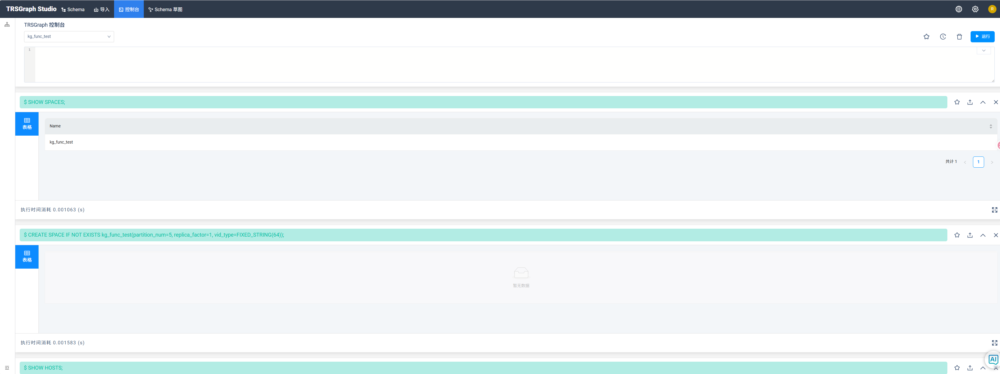 TRSGraph Studio Schema 导入 控制台 Schema 草图 R
TRSGraph 控制台
kg_func_test
运行
1
$ SHOW SPACES;
表格
Name
kg_func_test
共计 1 1
执行时间消耗 0.001063 (s)
$ CREATE SPACE IF NOT EXISTS kg_func_test(partition_num=5, replica_factor=1, vid_type=FIXED_STRING(64));
表格
暂无数据
执行时间消耗 0.001583 (s)
AI
$ SHOW HOSTS;